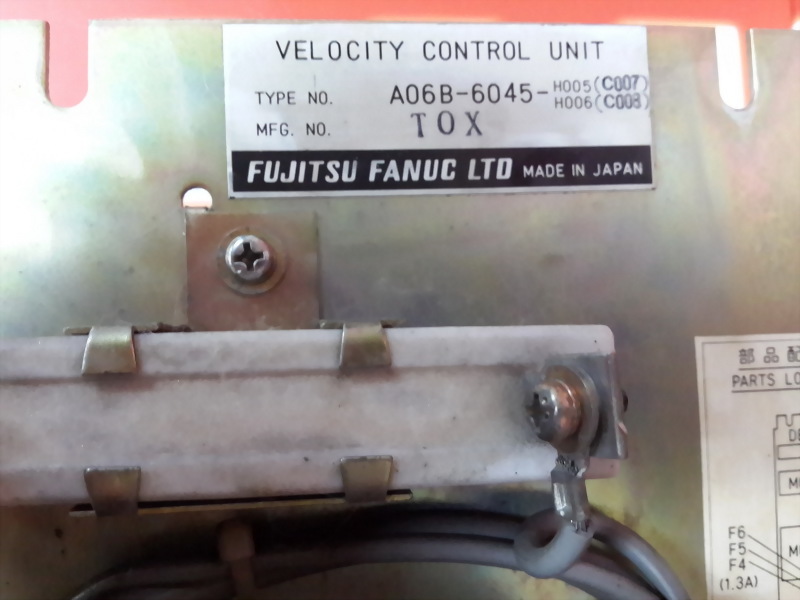 VELOCITY CONTROL UNIT
TYPE NO. A06B-6045-
H005(C007)
H006(C008)
MFG. NO. TOX
FUJITSU FANUC LTD MADE IN JAPAN
部品配
PARTS LO
F6
F5
F4
(1.3A)